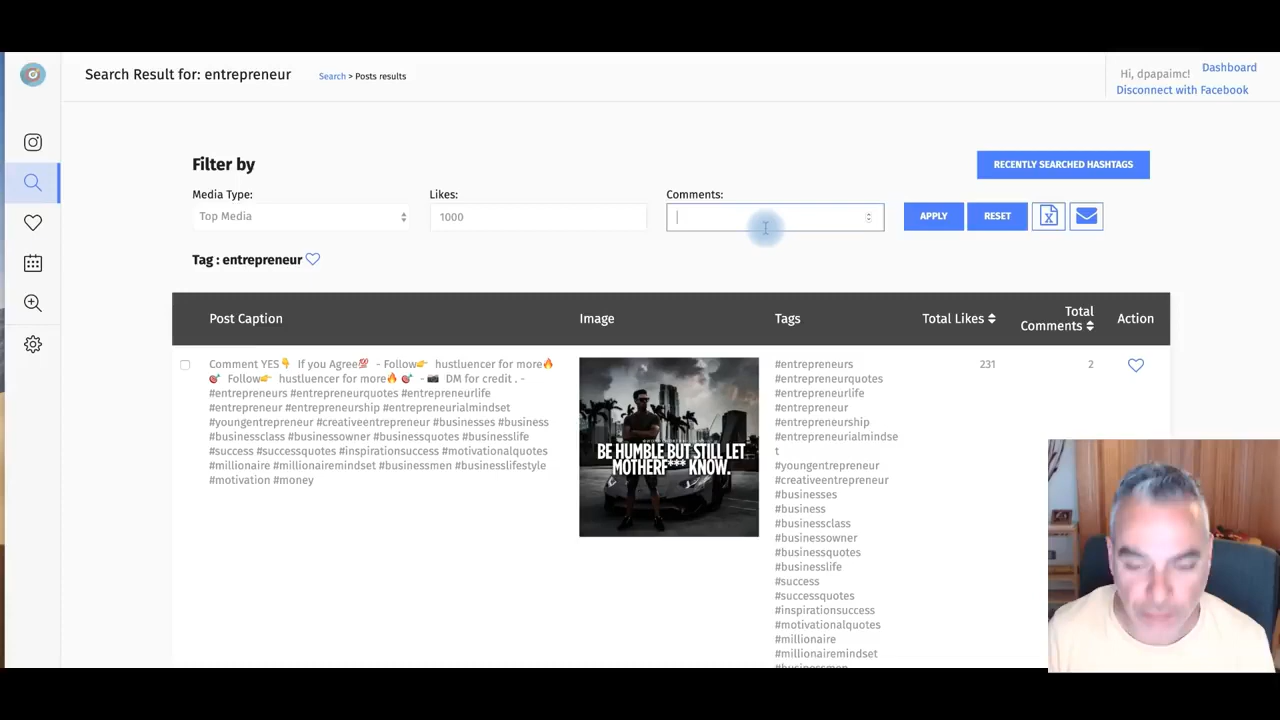 Search Result for: entrepreneur
Search > Posts results
Hi, dpapaimc!
Dashboard
Disconnect with Facebook
Filter by
RECENTLY SEARCHED HASHTAGS
Media Type:
Likes:
Comments:
Top Media
1000
APPLY
RESET
Tag : entrepreneur
Post Caption
Image
Tags
Total Likes
Total
Comments
Action
Comment YES👇 If you Agree💯 - Follow👉 hustluencer for more🔥
🎯 Follow👉 hustluencer for more🔥 🎯 - 📷 DM for credit . -
#entrepreneurs #entrepreneurquotes #entrepreneurlife
#entrepreneur #entrepreneurship #entrepreneurialmindset
#youngentrepreneur #creativeentrepreneur #businesses #business
#businessclass #businessowner #businessquotes #businesslife
#success #successquotes #inspirationsuccess #motivationalquotes
#millionaire #millionairemindset #businessmen #businesslifestyle
#motivation #money
BE HUMBLE BUT STILL LET
MOTHERF*** KNOW.
#entrepreneurs
#entrepreneurquotes
#entrepreneurlife
#entrepreneur
#entrepreneurship
#entrepreneurialmindse
t
#youngentrepreneur
#creativeentrepreneur
#businesses
#business
#businessclass
#businessowner
#businessquotes
#businesslife
#success
#successquotes
#inspirationsuccess
#motivationalquotes
#millionaire
#millionairemindset
#businessmen
231
2